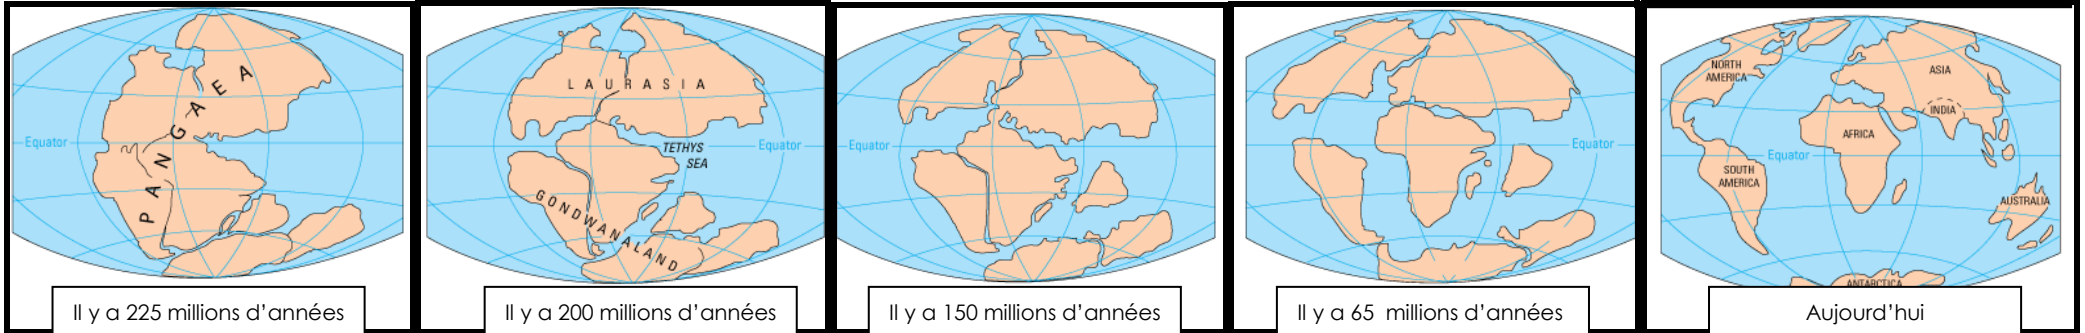 PANGAEA
Equator
Il y a 225 millions d'années
LAURASIA
TETHYS
SEA
Equator
GONDWANALAND
Il y a 200 millions d'années
Equator
Il y a 150 millions d'années
Equator
Il y a 65  millions d'années
NORTH
AMERICA
ASIA
INDIA
AFRICA
Equator
SOUTH
AMERICA
AUSTRALIA
ANTARCTICA
Aujourd'hui